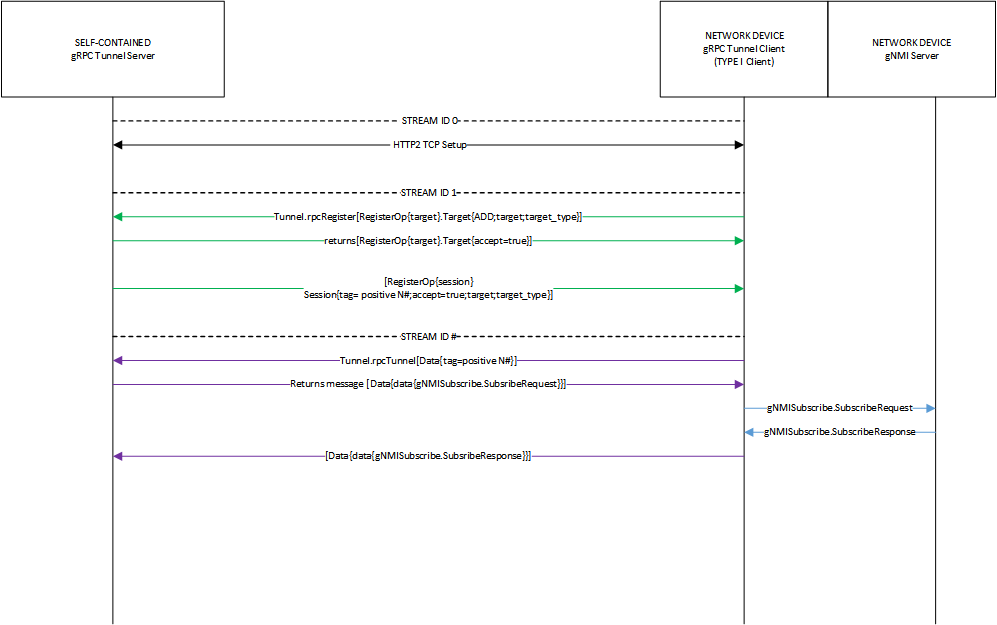 SELF-CONTAINED
gRPC Tunnel Server
NETWORK DEVICE
gRPC Tunnel Client
(TYPE I Client)
NETWORK DEVICE
gNMI Server
STREAM ID 0
HTTP2 TCP Setup
STREAM ID 1
Tunnel.rpcRegister[RegisterOp{target}.Target{ADD;target;target_type}]
returns[RegisterOp{target}.Target{accept=true}]
[RegisterOp{session}
Session{tag= positive N#;accept=true;target;target_type}]
STREAM ID #
Tunnel.rpcTunnel[Data{tag=positive N#}]
Returns message [Data{data{gNMISubscribe.SubsribeRequest}}]
gNMISubscribe.SubscribeRequest
gNMISubscribe.SubscribeResponse
[Data{data{gNMISubscribe.SubsribeResponse}}]